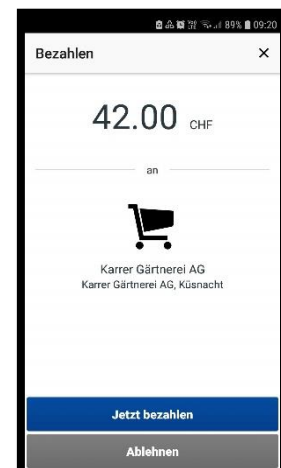 89% 09:20
Bezahlen ×
42.00 CHF
an
Karrer Gärtnerei AG
Karrer Gärtnerei AG, Küsnacht
Jetzt bezahlen
Ablehnen